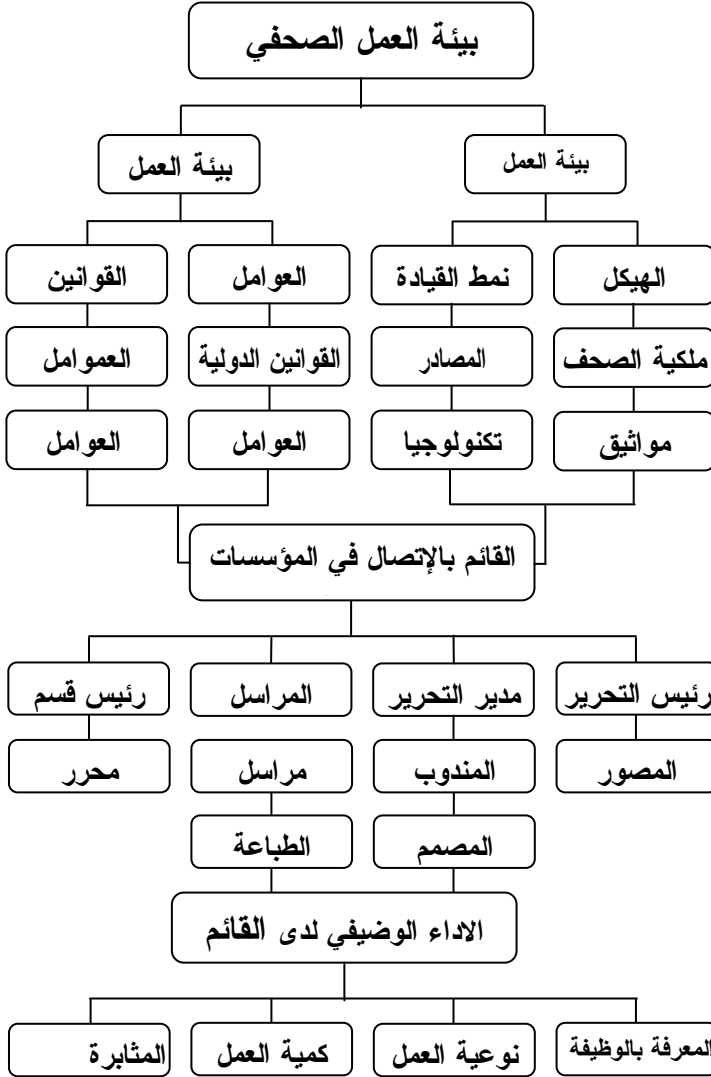 بيئة العمل الصحفي
بيئة العمل
بيئة العمل
الهيكل
نمط القيادة
العوامل
القوانين
ملكية الصحف
المصادر
القوانين الدولية
العموامل
مواثيق
تكنولوجيا
العوامل
العوامل
القائم بالإتصال في المؤسسات
رئيس التحرير
مدير التحرير
المراسل
رئيس قسم
المصور
المندوب
مراسل
محرر
المصمم
الطباعة
الاداء الوضيفي لدى القائم
المعرفة بالوظيفة
نوعية العمل
كمية العمل
المثابرة